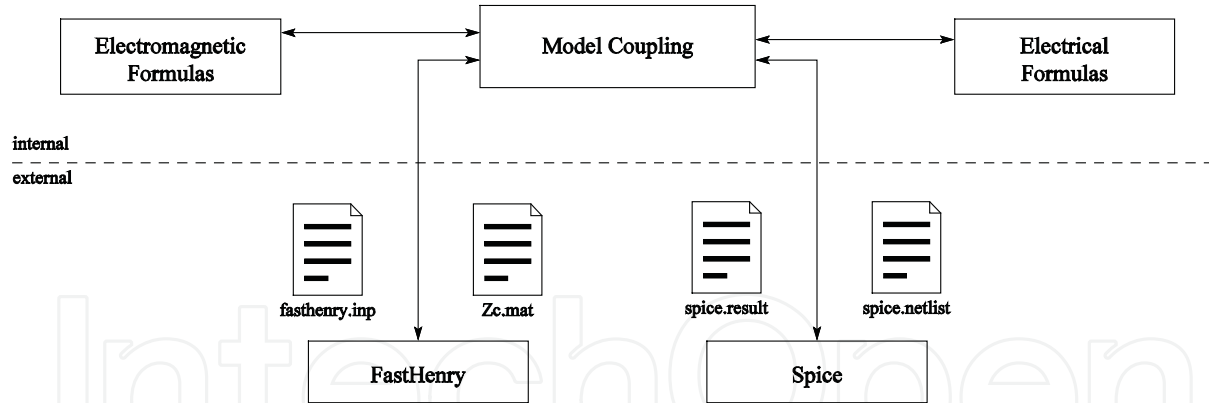 Electromagnetic
Formulas
Model Coupling
Electrical
Formulas
internal
external
fasthenry.inp
Zc.mat
spice.result
spice.netlist
FastHenry
Spice
IntechOpen